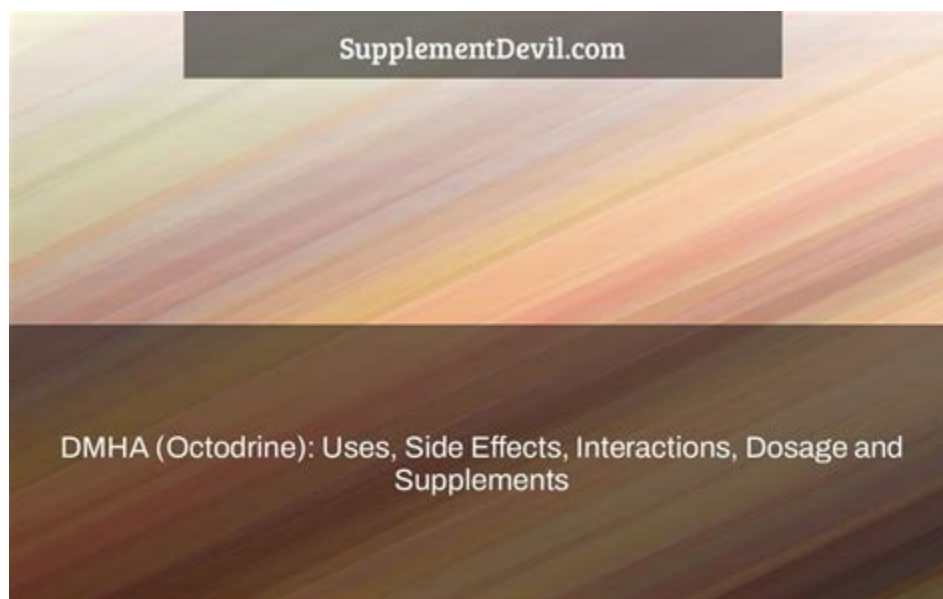 SupplementDevil.com
DMHA (Octodrine): Uses, Side Effects, Interactions, Dosage and
Supplements